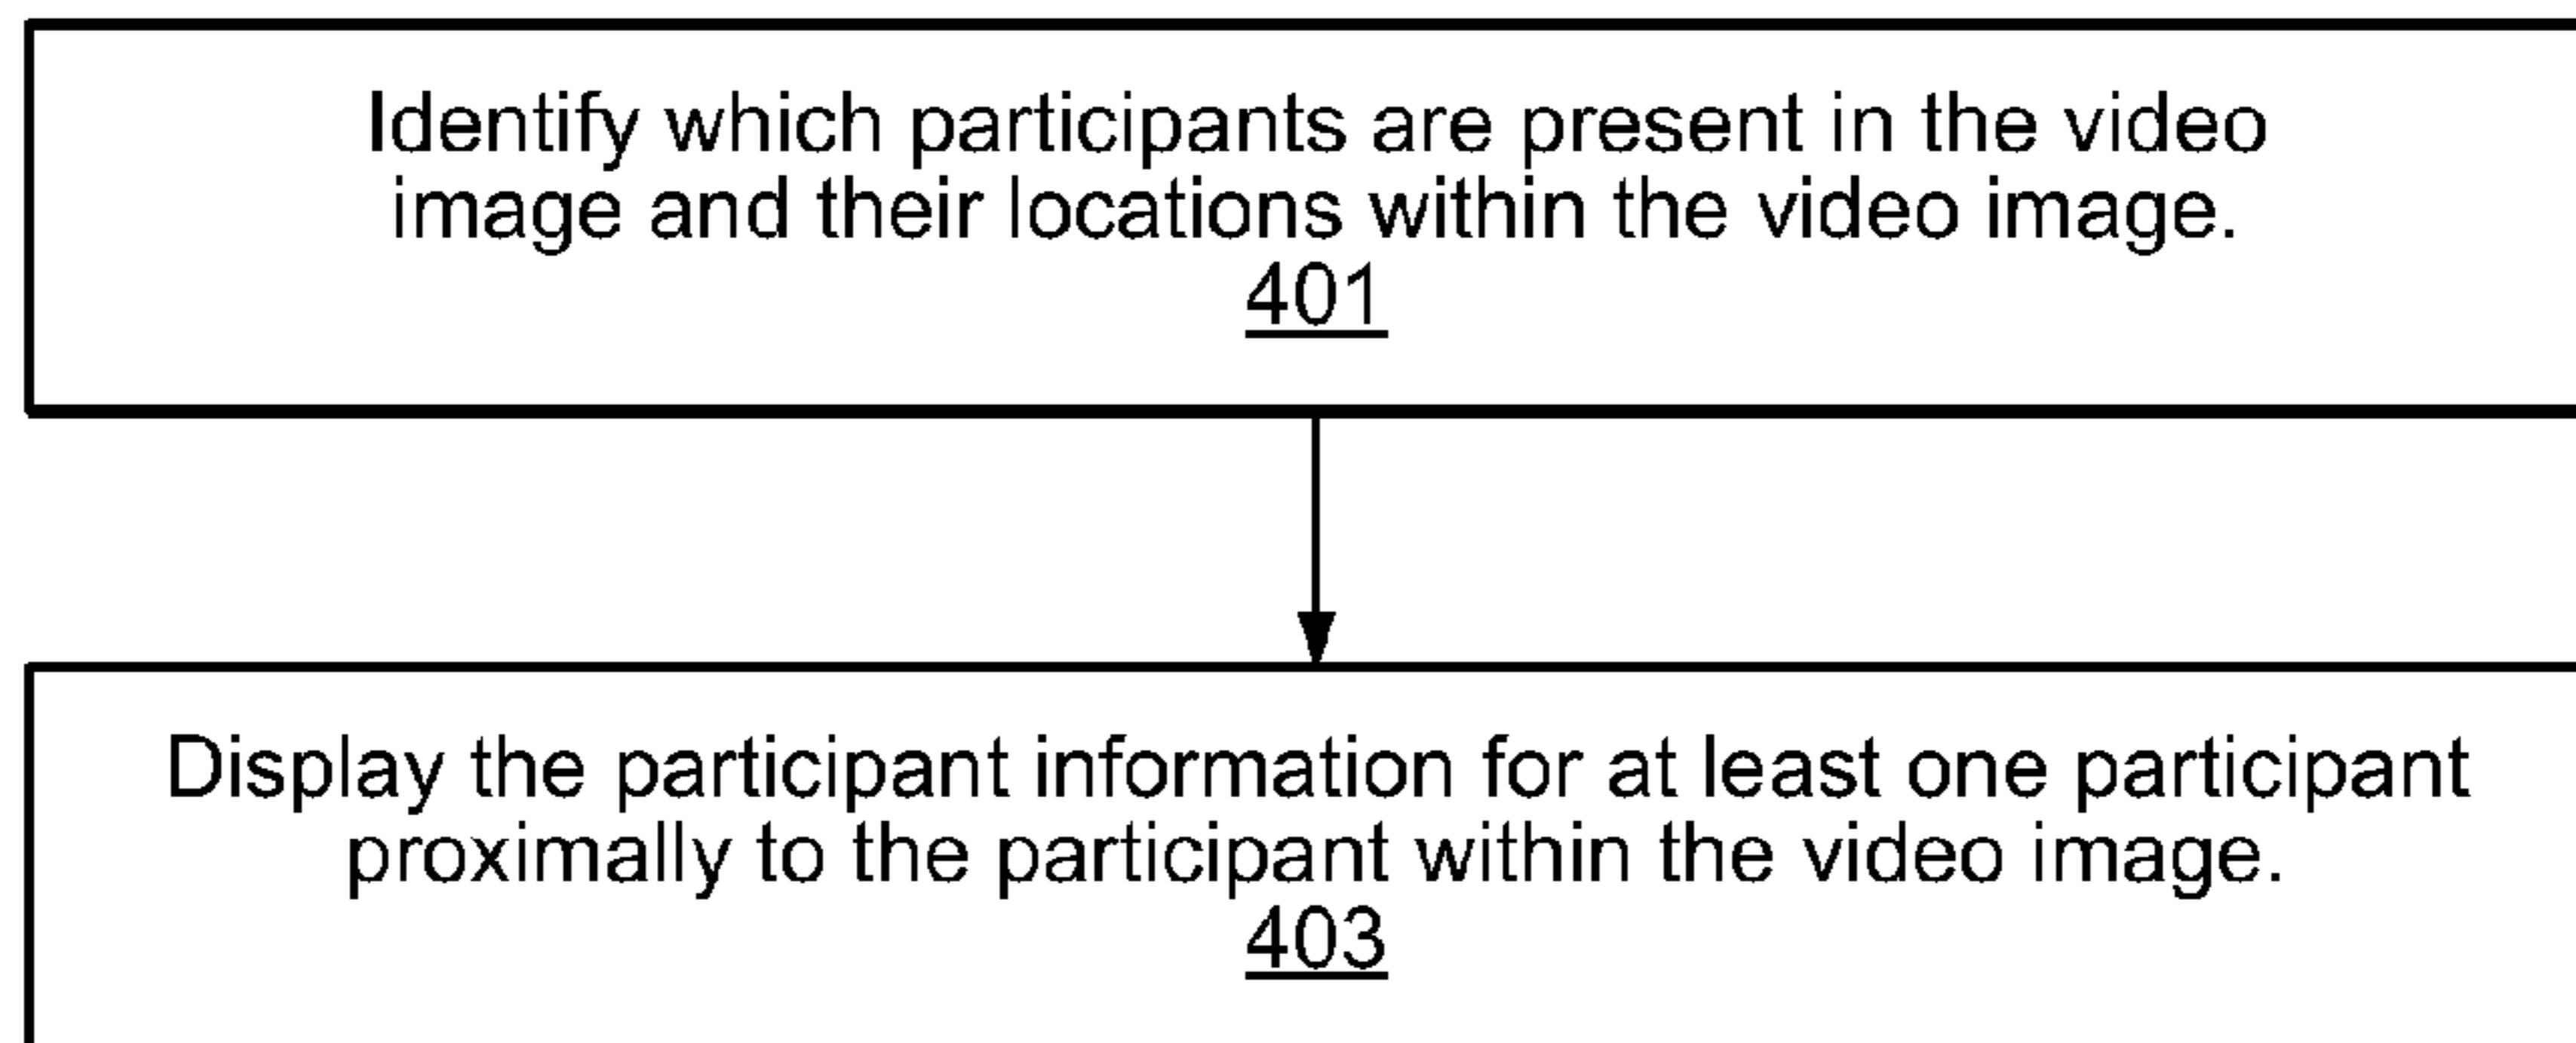 Identify which participants are present in the video
image and their locations within the video image.
401
Display the participant information for at least one participant
proximally to the participant within the video image.
403